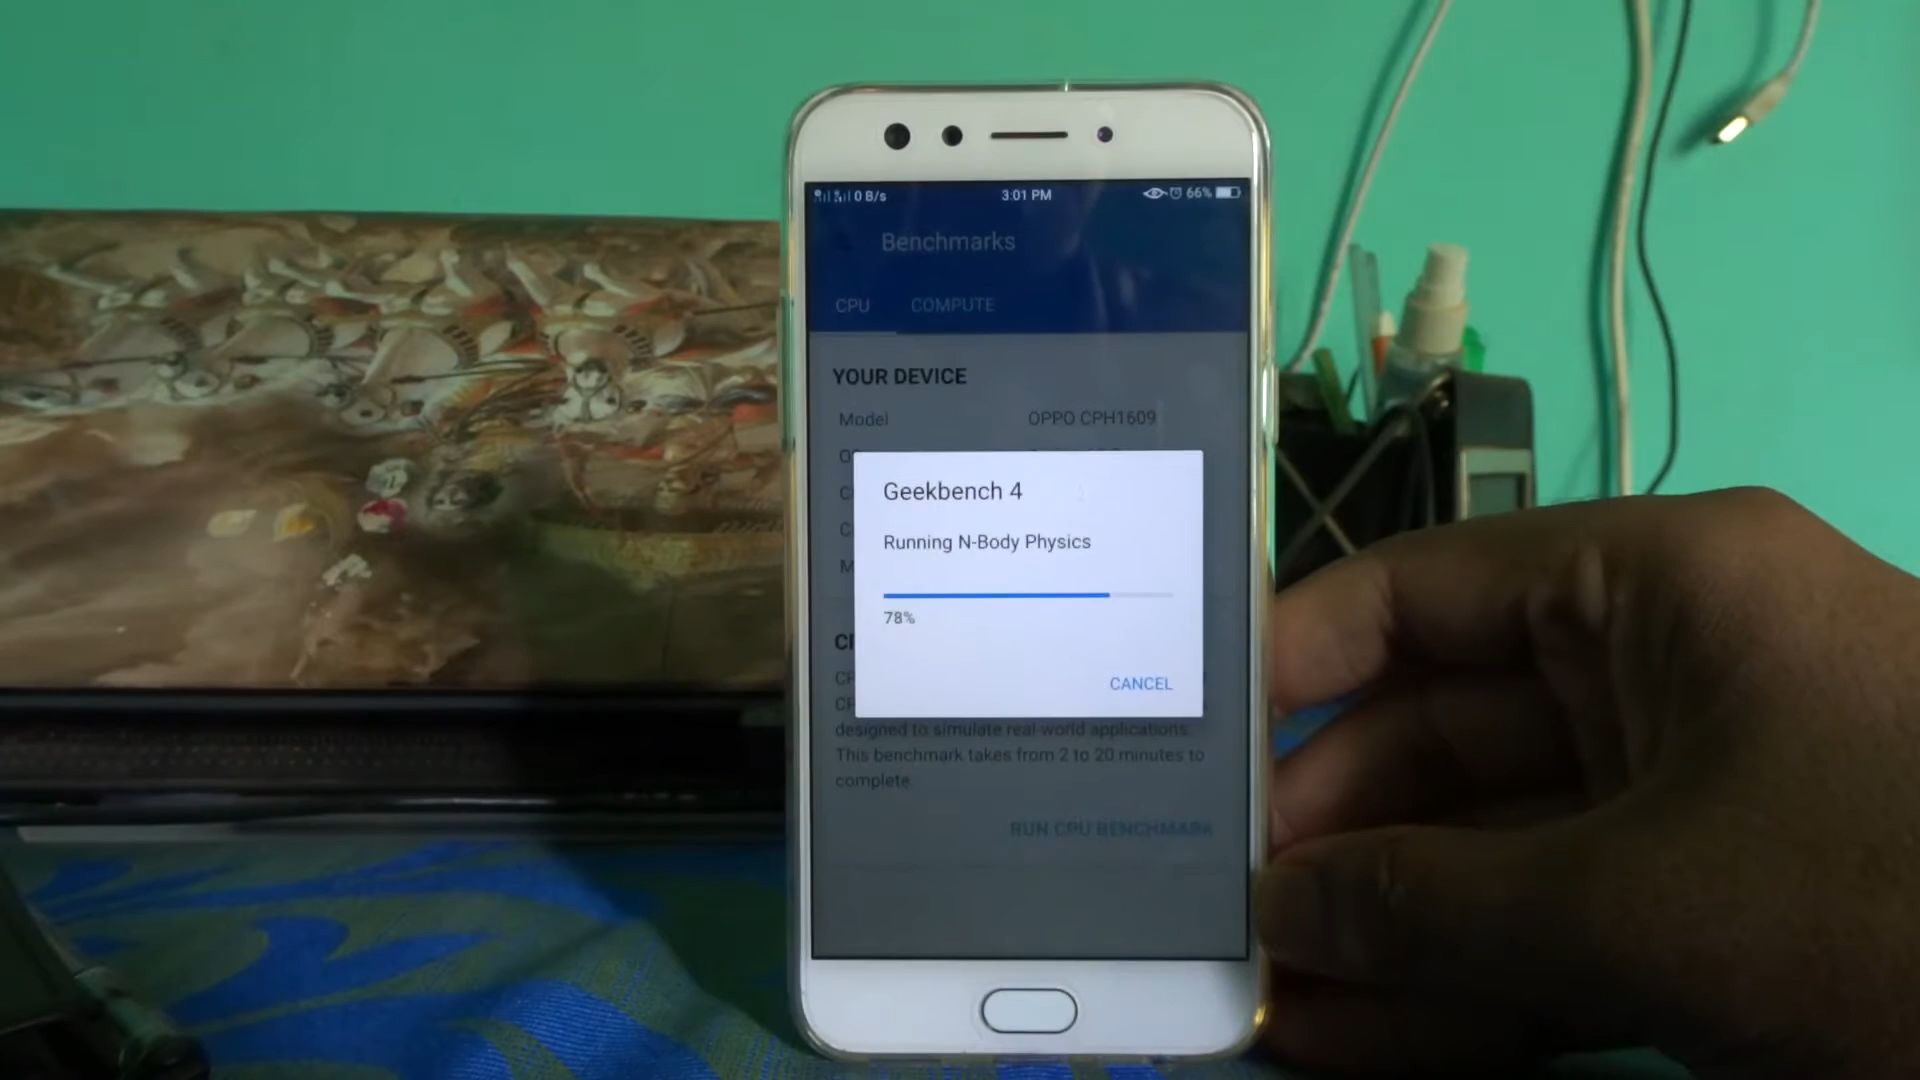 0 B/s
3:01 PM
66%
Benchmarks
CPU
COMPUTE
YOUR DEVICE
Model
OPPO CPH1609
Geekbench 4
Running N-Body Physics
78%
CANCEL
designed to simulate real-world applications.
This benchmark takes from 2 to 20 minutes to
complete.
RUN CPU BENCHMARK